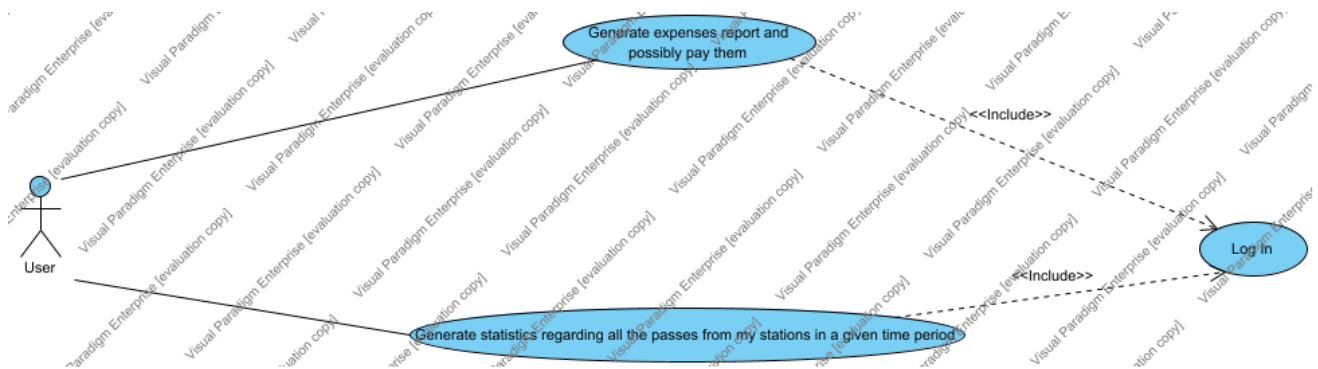 Generate expenses report and
possibly pay them
<<Include>>
Log In
User
<<Include>>
Generate statistics regarding all the passes from my stations in a given time period
Visual Paradigm Enterprise [evaluation copy]